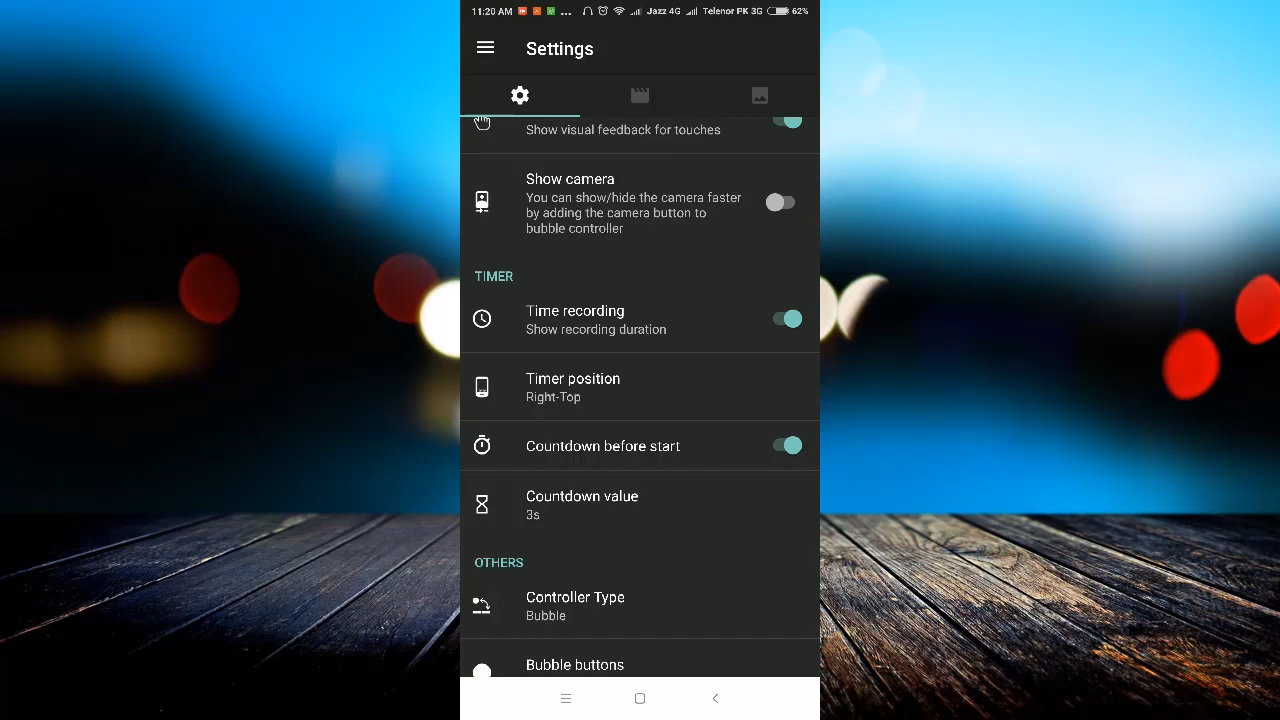 11:20 AM ... Jazz 4G Telenor PK 3G 62%
Settings
Show visual feedback for touches
Show camera
You can show/hide the camera faster
by adding the camera button to
bubble controller
TIMER
Time recording
Show recording duration
Timer position
Right-Top
Countdown before start
Countdown value
3s
OTHERS
Controller Type
Bubble
Bubble buttons